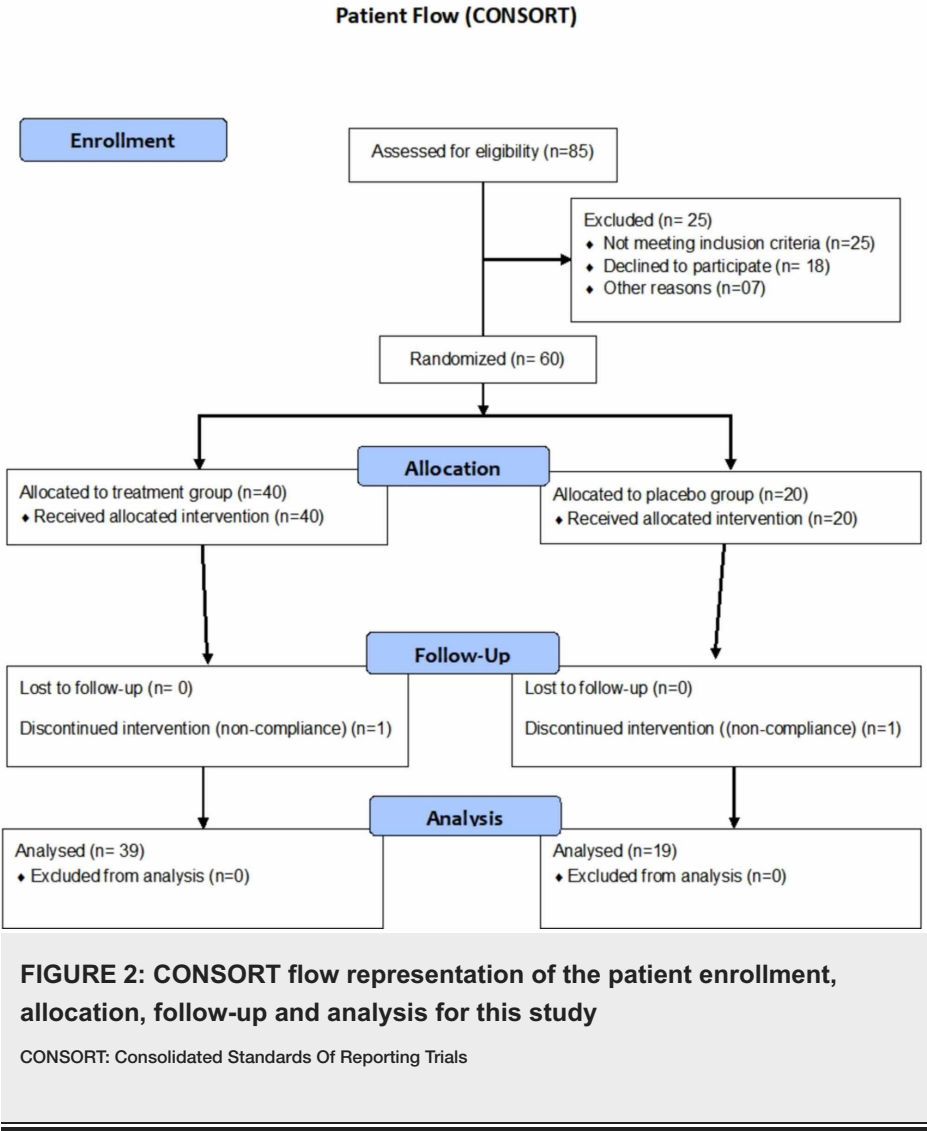 Patient Flow (CONSORT)
Enrollment
Assessed for eligibility (n=85)
Excluded (n= 25)
♦ Not meeting inclusion criteria (n=25)
♦ Declined to participate (n= 18)
♦ Other reasons (n=07)
Randomized (n= 60)
Allocation
Allocated to treatment group (n=40)
♦ Received allocated intervention (n=40)
Allocated to placebo group (n=20)
♦ Received allocated intervention (n=20)
Follow-Up
Lost to follow-up (n= 0)
Discontinued intervention (non-compliance) (n=1)
Lost to follow-up (n=0)
Discontinued intervention ((non-compliance) (n=1)
Analysis
Analysed (n= 39)
♦ Excluded from analysis (n=0)
Analysed (n=19)
♦ Excluded from analysis (n=0)
FIGURE 2: CONSORT flow representation of the patient enrollment,
allocation, follow-up and analysis for this study
CONSORT: Consolidated Standards Of Reporting Trials